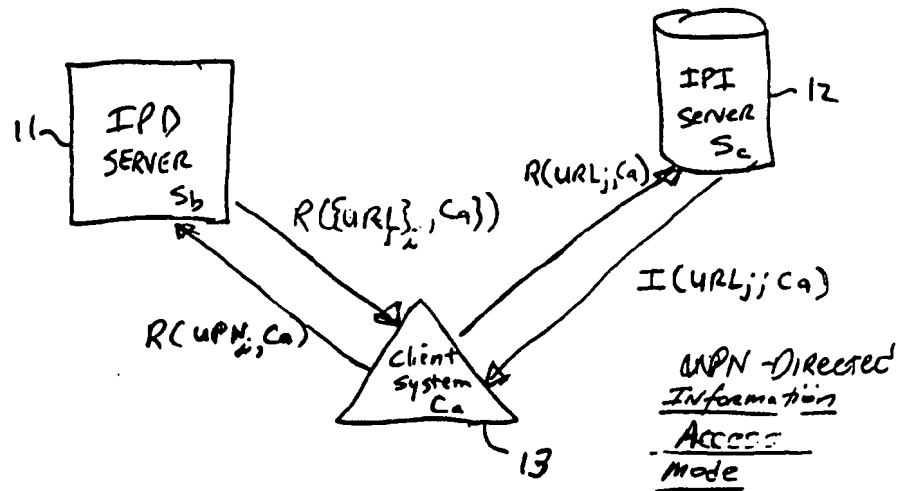 11
IPD
SERVER
Sb
IPI
Server
Sc
12
R({URLj}i, Ca})
R(URLj, Ca)
R(UPNi, Ca)
I(URLj; Ca)
Client
System
Ca
13
UPN-Directed
Information
Access
Mode